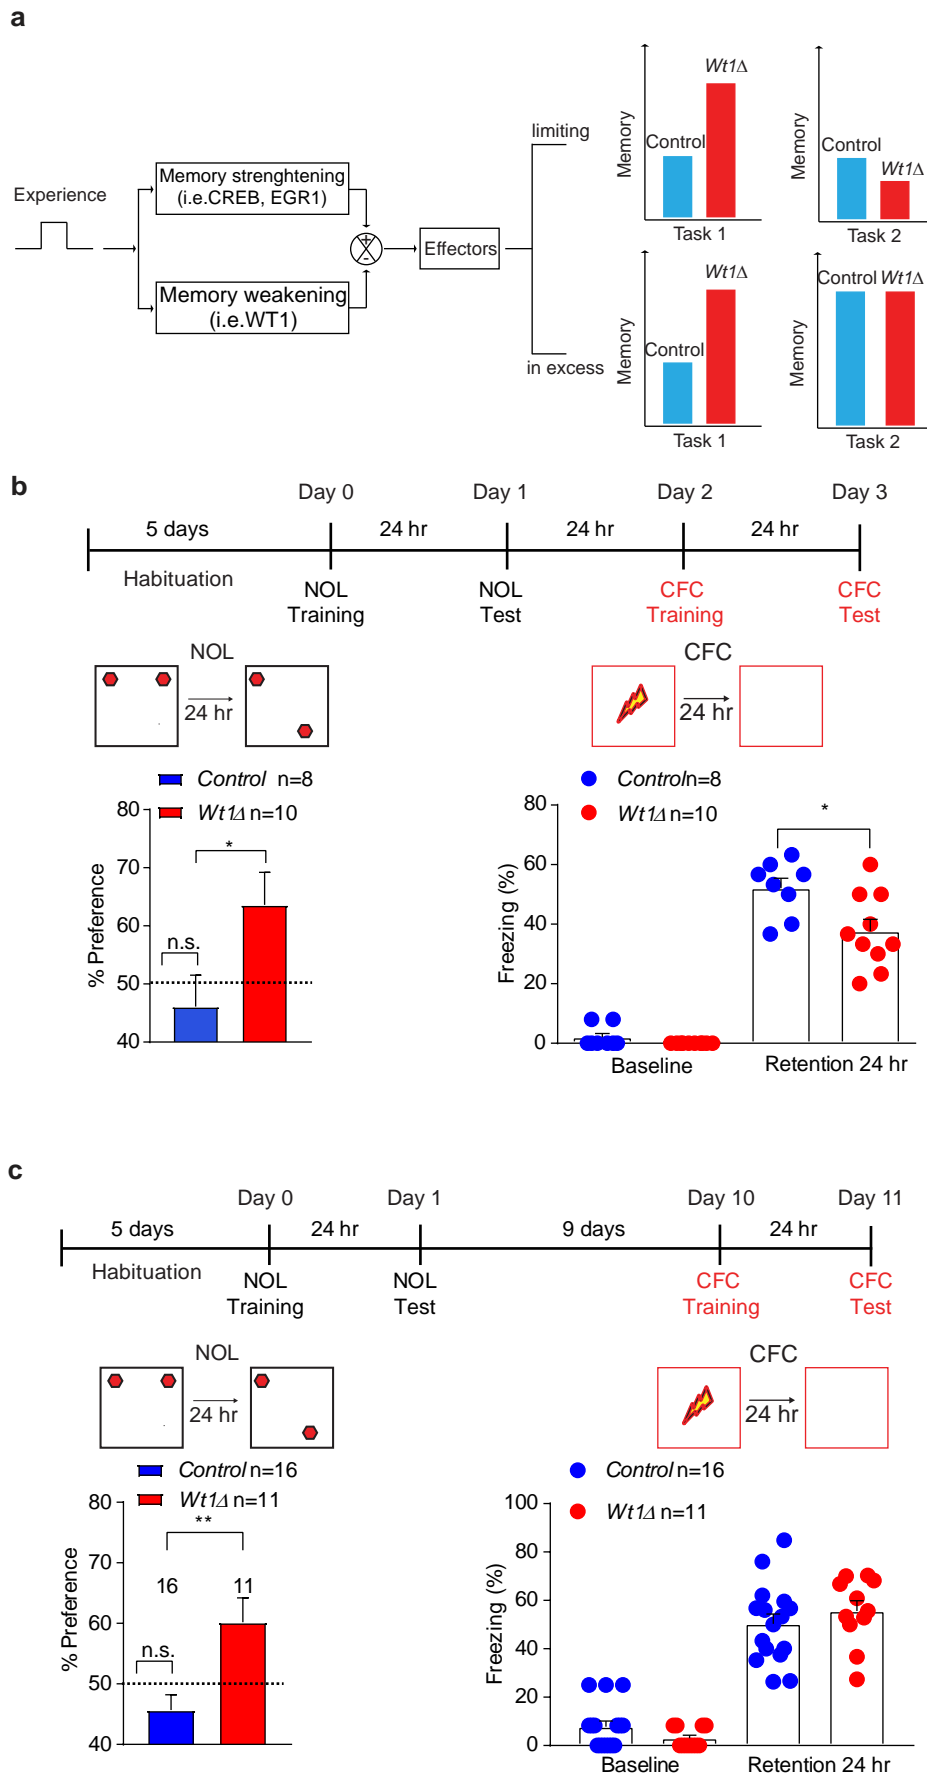 a
Experience
Memory strenghtening
(i.e.CREB, EGR1)
Memory weakening
(i.e.WT1)
+
-
Effectors
limiting
in excess
Memory
Control
Wt1Δ
Task 1
Memory
Control
Wt1Δ
Task 2
Memory
Control
Wt1Δ
Task 1
Memory
Control Wt1Δ
Task 2
b
Day 0
Day 1
Day 2
Day 3
5 days
24 hr
24 hr
24 hr
Habituation
NOL
Training
NOL
Test
CFC
Training
CFC
Test
NOL
24 hr
CFC
24 hr
Control n=8
Wt1Δ n=10
% Preference
80
70
60
50
40
n.s.
*
Controln=8
Wt1Δ n=10
Freezing (%)
80
60
40
20
0
*
Baseline
Retention 24 hr
c
Day 0
Day 1
Day 10
Day 11
5 days
24 hr
9 days
24 hr
Habituation
NOL
Training
NOL
Test
CFC
Training
CFC
Test
NOL
24 hr
CFC
24 hr
Control n=16
Wt1Δ n=11
% Preference
80
70
60
50
40
**
16
11
n.s.
Control n=16
Wt1Δ n=11
Freezing (%)
100
80
60
40
20
0
Baseline
Retention 24 hr